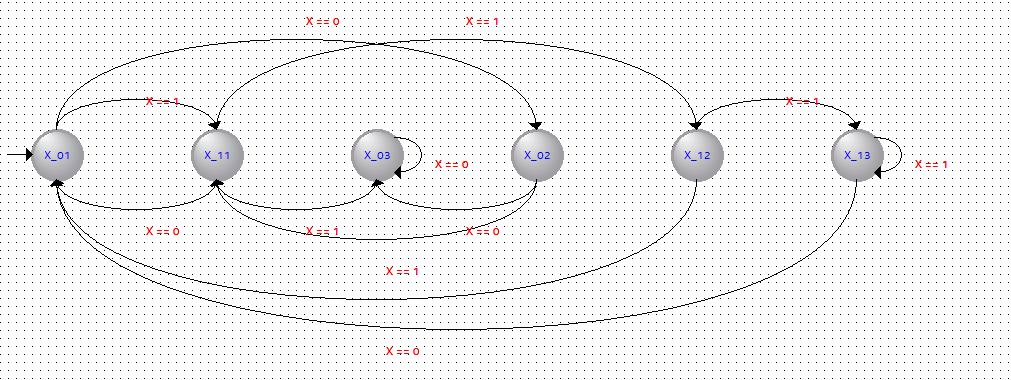 X == 0
X == 1
X == 1
X == 1
X_01
X_11
X_03
X_02
X_12
X_13
X == 0
X == 1
X == 0
X == 1
X == 0
X == 1
X == 0